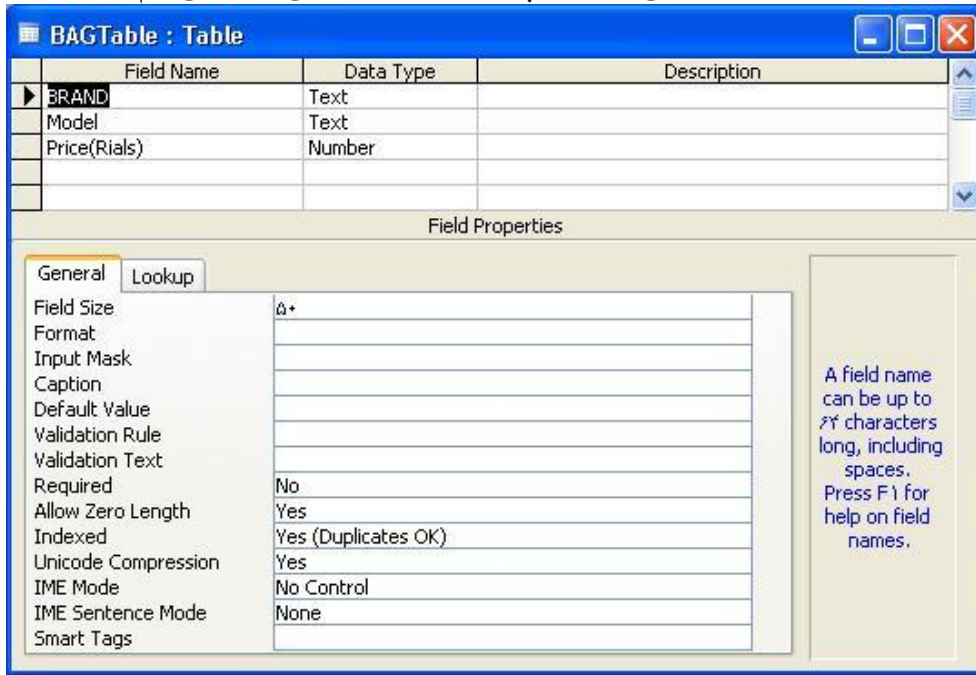 BAGTable : Table
Field Name Data Type Description
BRAND Text
Model Text
Price(Rials) Number
Field Properties
General Lookup
Field Size ۵۰
Format
Input Mask
Caption
Default Value
Validation Rule
Validation Text
Required No
Allow Zero Length Yes
Indexed Yes (Duplicates OK)
Unicode Compression Yes
IME Mode No Control
IME Sentence Mode None
Smart Tags
A field name
can be up to
۶۴ characters
long, including
spaces.
Press F۱ for
help on field
names.